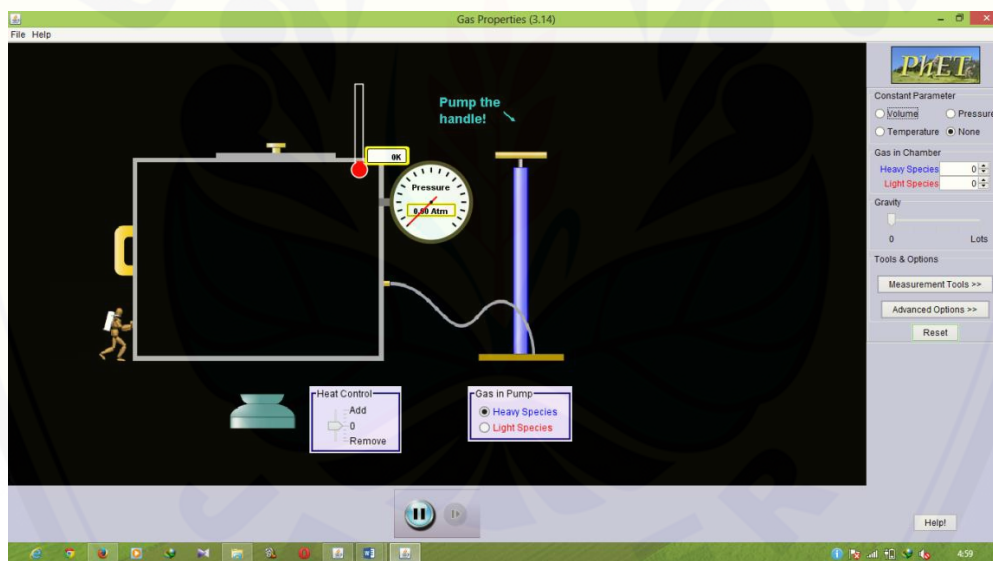 Gas Properties (3.14)
File Help
PhET
Pump the
handle!
0K
Pressure
0,00 Atm
Constant Parameter
Volume Pressure
Temperature None
Gas in Chamber
Heavy Species 0
Light Species 0
Gravity
0 Lots
Tools & Options
Measurement Tools >>
Advanced Options >>
Reset
Heat Control
Add
0
Remove
Gas in Pump
Heavy Species
Light Species
Help!
4:59